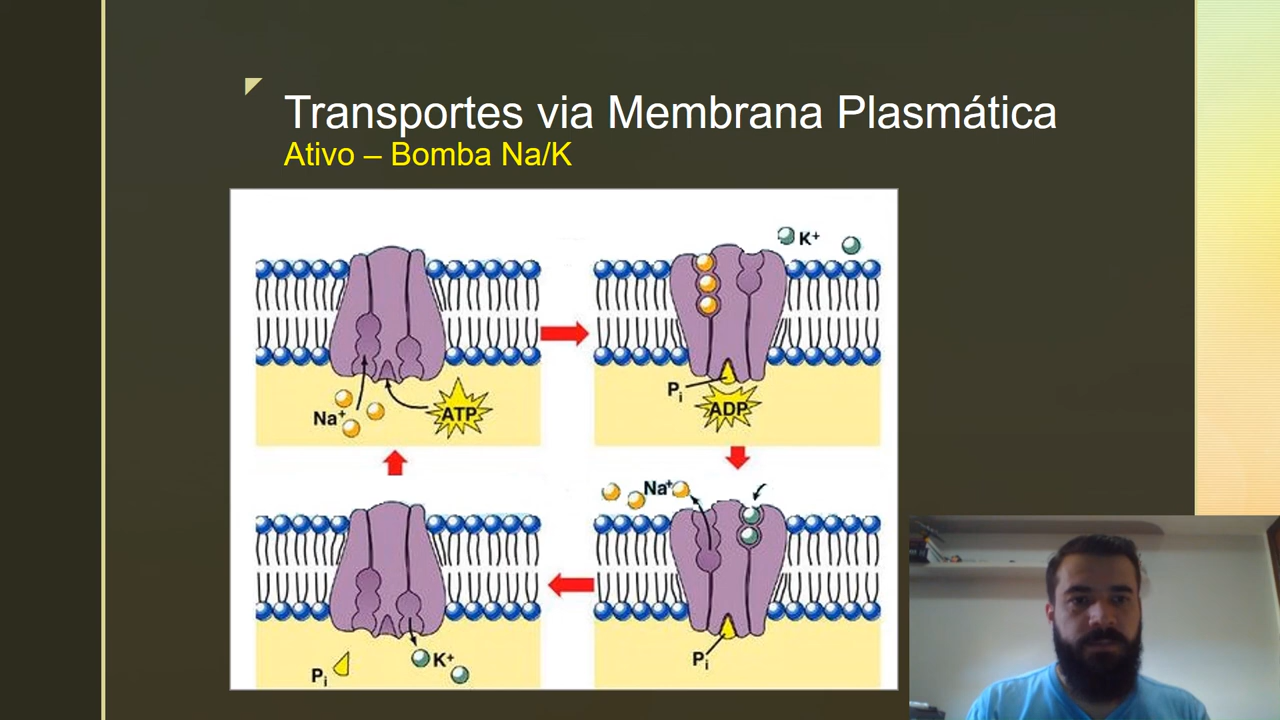 Transportes via Membrana Plasmática
Ativo – Bomba Na/K
K⁺
Na⁺
ATP
Pᵢ
ADP
Na⁺
Pᵢ
K⁺
Pᵢ